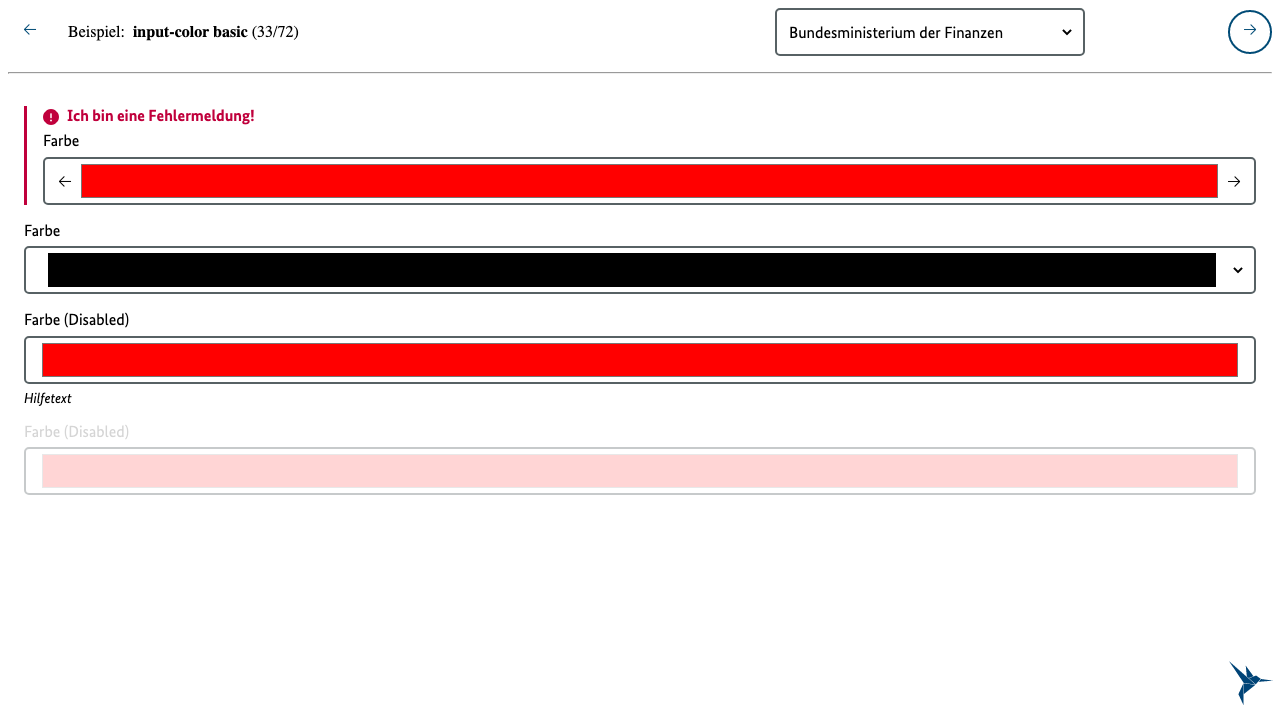 Beispiel: input-color basic (33/72)
Bundesministerium der Finanzen
Ich bin eine Fehlermeldung!
Farbe
Farbe
Farbe (Disabled)
Hilfetext
Farbe (Disabled)